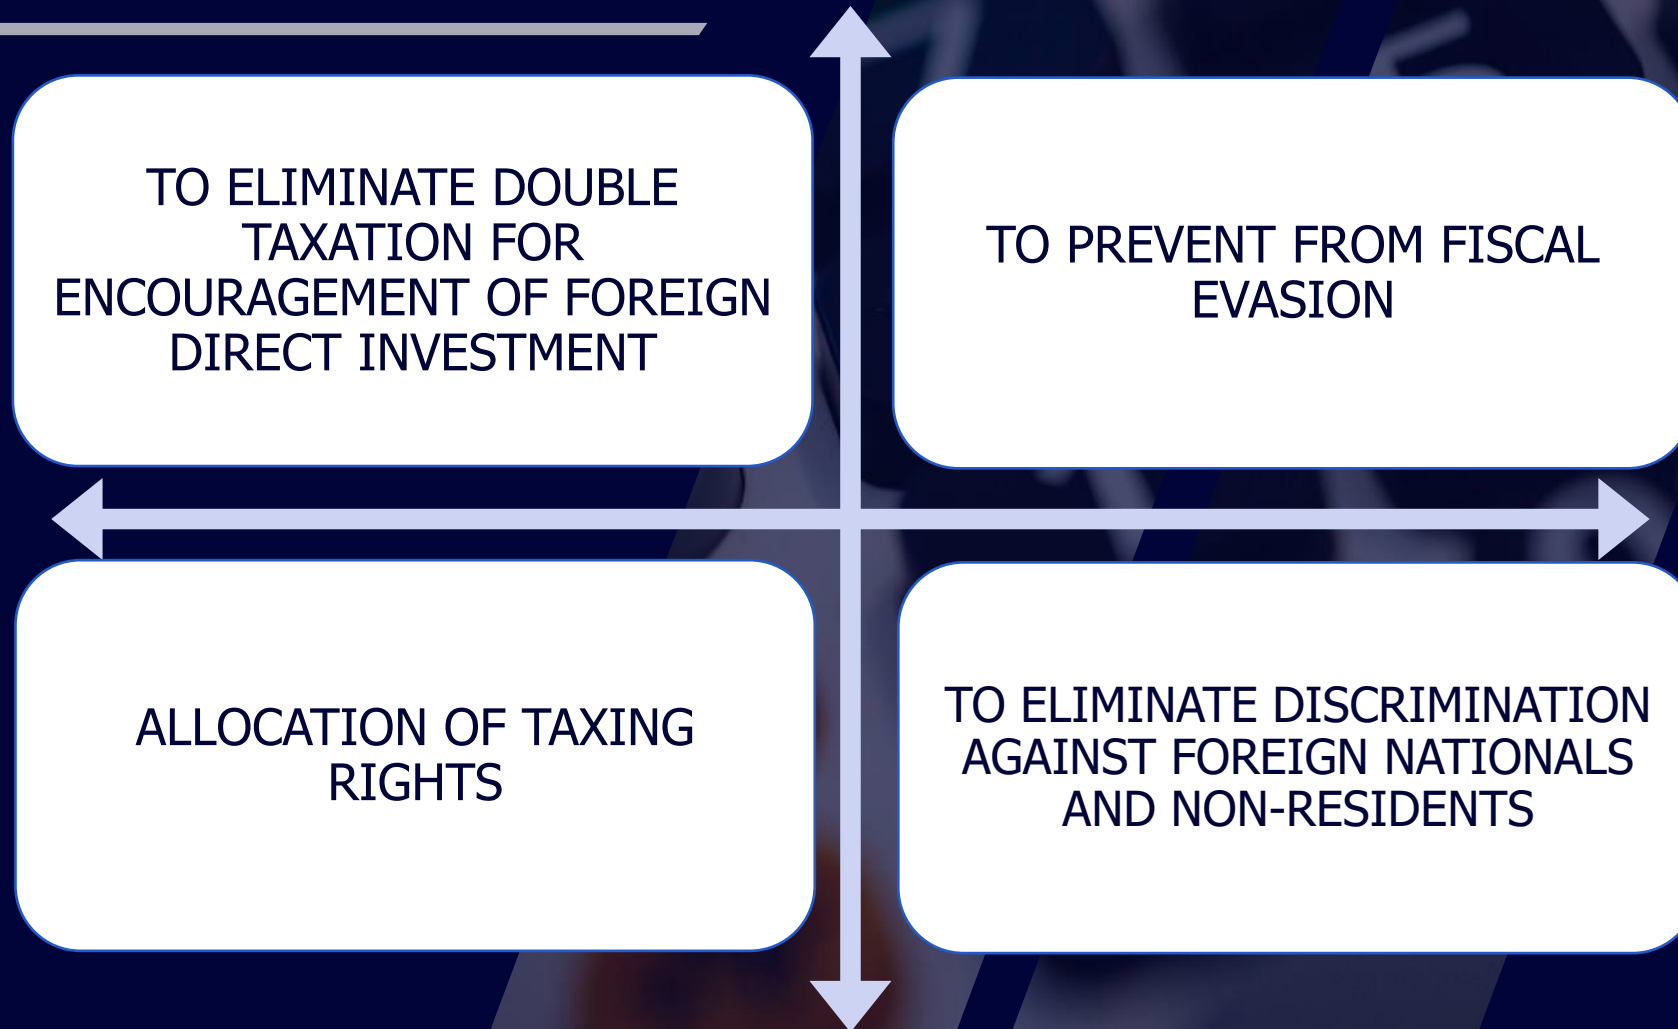 TO ELIMINATE DOUBLE
TAXATION FOR
ENCOURAGEMENT OF FOREIGN
DIRECT INVESTMENT
TO PREVENT FROM FISCAL
EVASION
ALLOCATION OF TAXING
RIGHTS
TO ELIMINATE DISCRIMINATION
AGAINST FOREIGN NATIONALS
AND NON-RESIDENTS